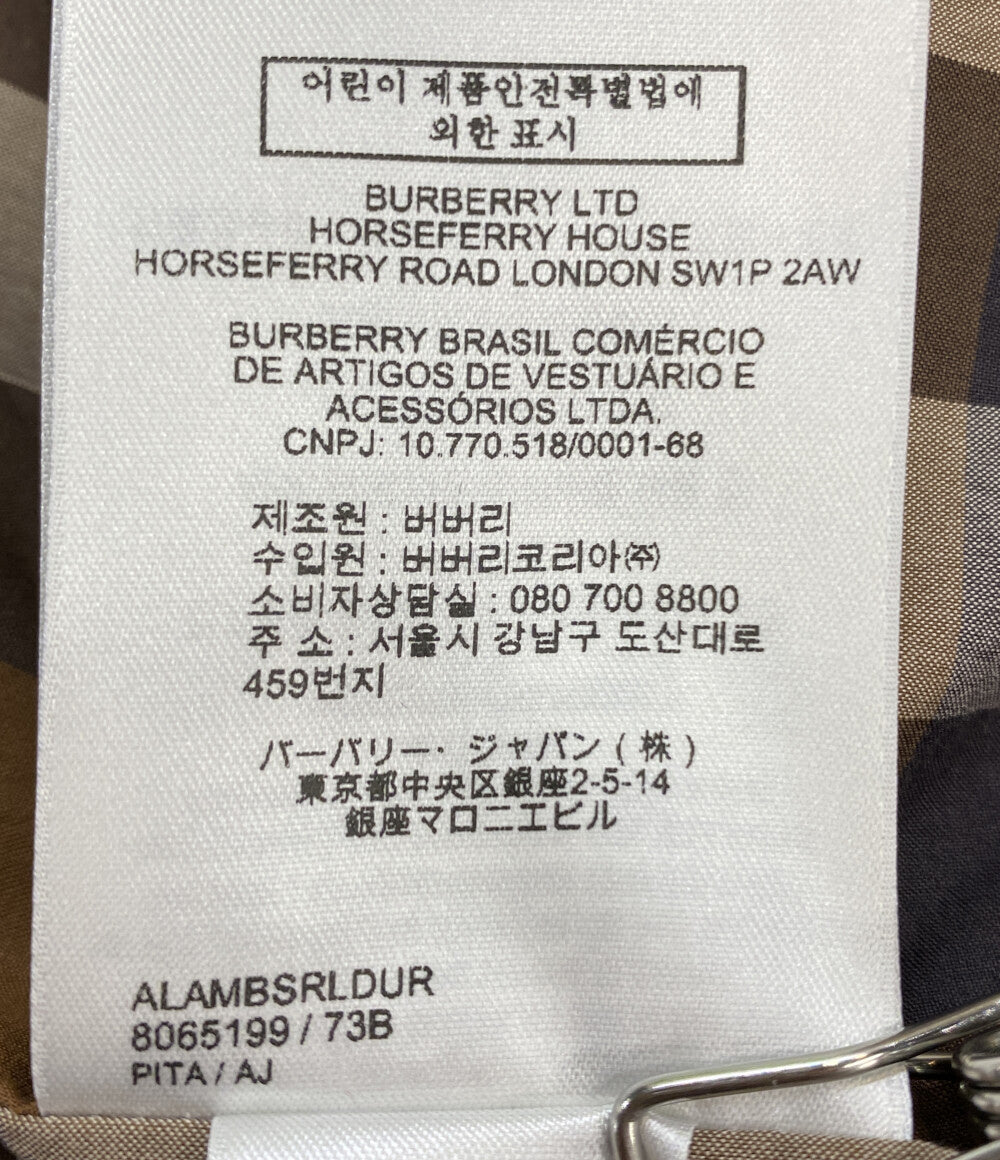 어린이 제품안전특별법에
의한 표시
BURBERRY LTD
HORSEFERRY HOUSE
HORSEFERRY ROAD LONDON SW1P 2AW
BURBERRY BRASIL COMÉRCIO
DE ARTIGOS DE VESTUÁRIO E
ACESSÓRIOS LTDA.
CNPJ: 10.770.518/0001-68
제조원 : 버버리
수입원 : 버버리코리아㈜
소비자상담실 : 080 700 8800
주 소 : 서울시 강남구 도산대로
459번지
バーバリー・ジャパン ( 株 )
東京都中央区銀座2-5-14
銀座マロニエビル
ALAMBSRLDUR
8065199 / 73B
PITA / AJ